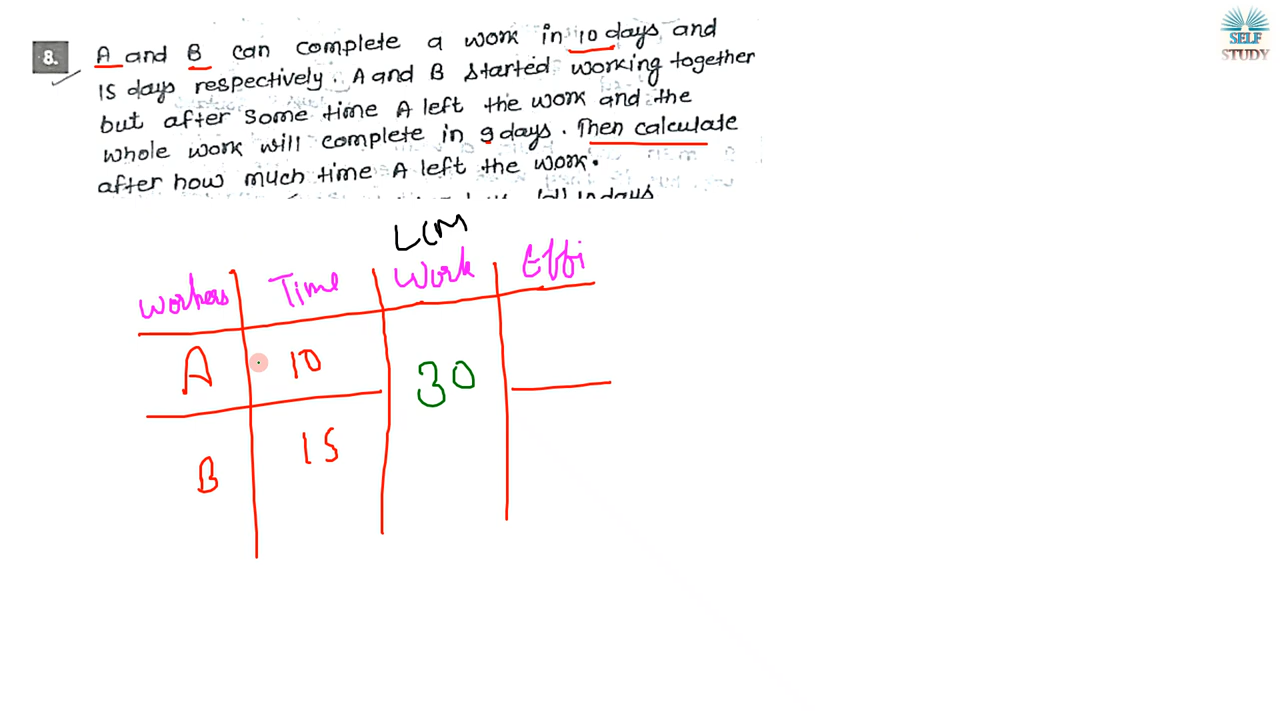 8. A and B can complete a work in 10 days and
15 days respectively. A and B started working together
but after some time A left the work and the
whole work will complete in 9 days. Then calculate
after how much time A left the work.
SELF
STUDY
LCM
Workers Time Work Effi
A 10 30
B 15